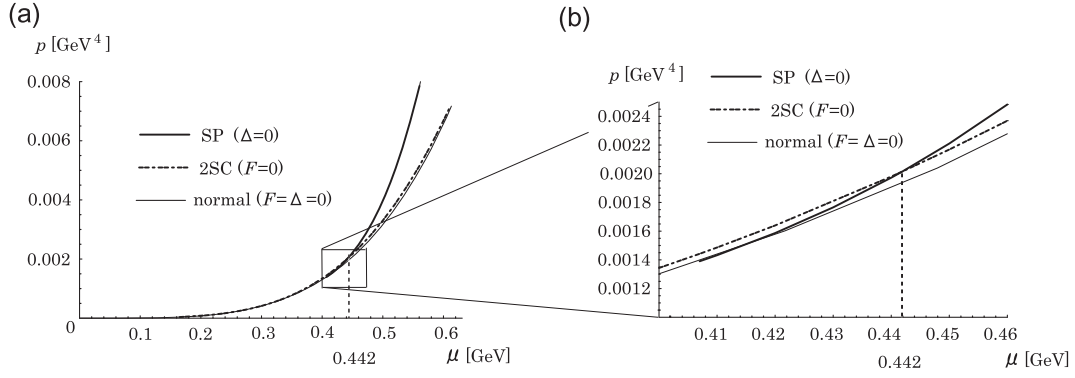 (a)
p [GeV⁴]
0.008
0.006
0.004
0.002
0
SP (Δ=0)
2SC (F=0)
normal (F=Δ=0)
0.1 0.2 0.3 0.4 0.5 0.6
0.442
μ [GeV]
(b)
p [GeV⁴]
0.0024
0.0022
0.0020
0.0018
0.0016
0.0014
0.0012
SP (Δ=0)
2SC (F=0)
normal (F=Δ=0)
0.41 0.42 0.43 0.44 0.45 0.46
0.442
μ [GeV]